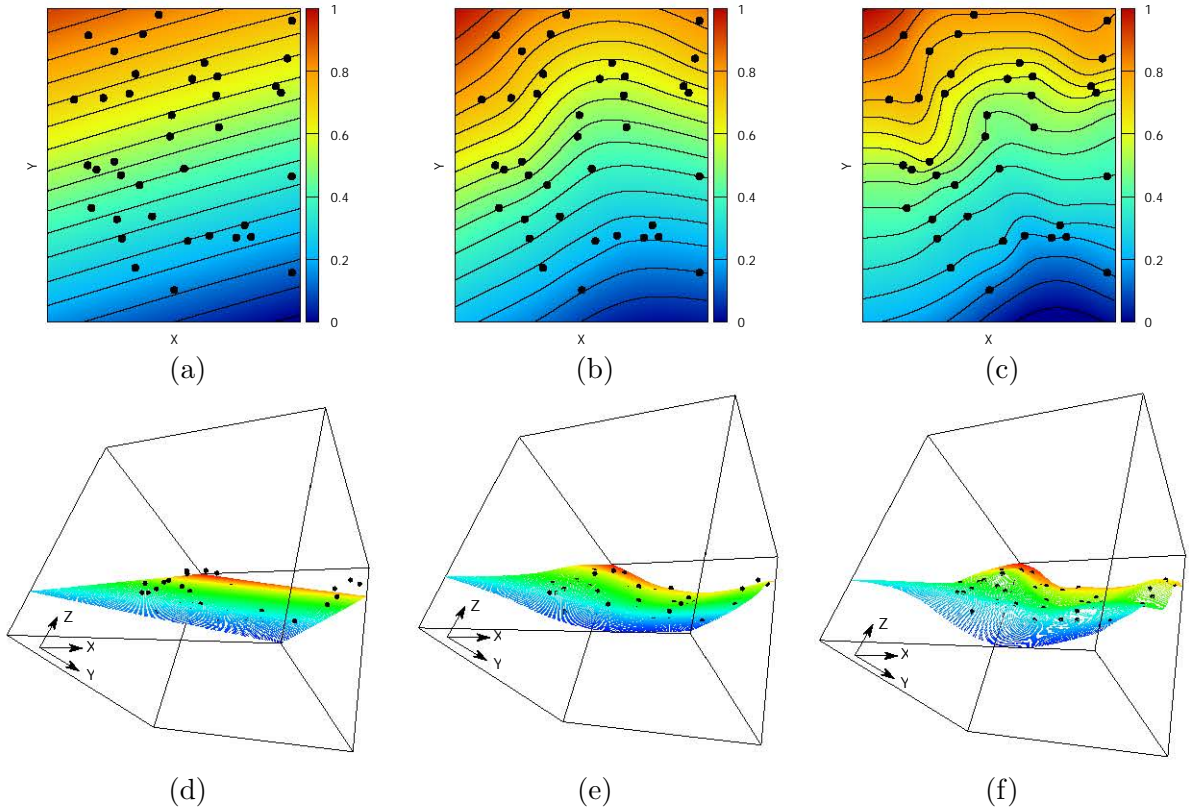 1 1 1
0.8 0.8 0.8
0.6 0.6 0.6
Y Y Y
0.4 0.4 0.4
0.2 0.2 0.2
0 0 0
X X X
(a) (b) (c)
Z Z Z
X X X
Y Y Y
(d) (e) (f)